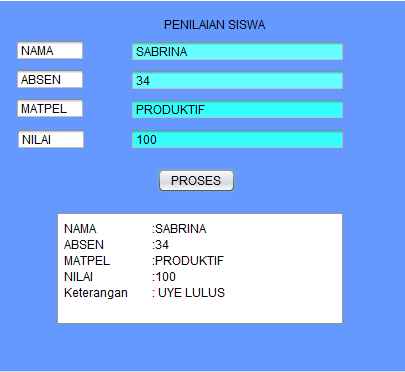 PENILAIAN SISWA
NAMA SABRINA
ABSEN 34
MATPEL PRODUKTIF
NILAI 100
PROSES
NAMA :SABRINA
ABSEN :34
MATPEL :PRODUKTIF
NILAI :100
Keterangan : UYE LULUS